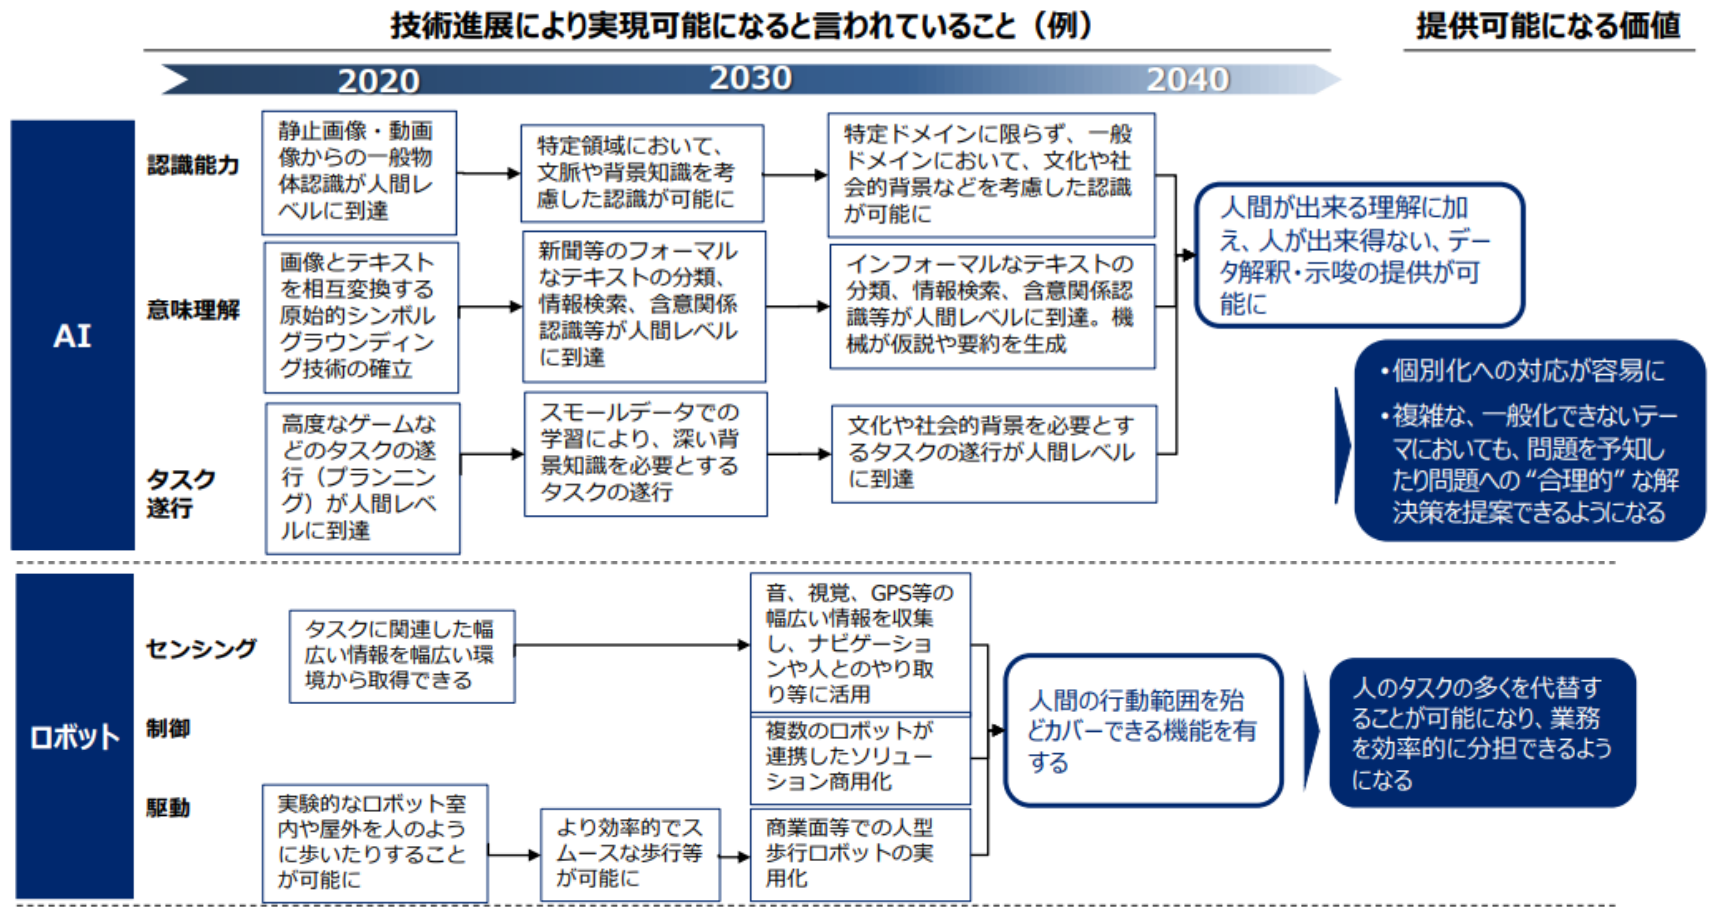 技術進展により実現可能になると言われていること（例）
提供可能になる価値
2020
2030
2040
AI
認識能力
静止画像・動画
像からの一般物
体認識が人間レ
ベルに到達
特定領域において、
文脈や背景知識を考
慮した認識が可能に
特定ドメインに限らず、一般
ドメインにおいて、文化や社
会的背景などを考慮した認識
が可能に
意味理解
画像とテキスト
を相互変換する
原始的シンボル
グラウンディン
グ技術の確立
新聞等のフォーマル
なテキストの分類、
情報検索、含意関係
認識等が人間レベル
に到達
インフォーマルなテキストの
分類、情報検索、含意関係認
識等が人間レベルに到達。機
械が仮説や要約を生成
タスク
遂行
高度なゲームな
どのタスクの遂
行（プランニン
グ）が人間レベ
ルに到達
スモールデータでの
学習により、深い背
景知識を必要とする
タスクの遂行
文化や社会的背景を必要とす
るタスクの遂行が人間レベル
に到達
人間が出来る理解に加
え、人が出来得ない、デー
タ解釈・示唆の提供が可
能に
・個別化への対応が容易に
・複雑な、一般化できないテー
マにおいても、問題を予知し
たり問題への“合理的”な解
決策を提案できるようになる
ロボット
センシング
タスクに関連した幅
広い情報を幅広い環
境から取得できる
音、視覚、GPS等の
幅広い情報を収集
し、ナビゲーショ
ンや人とのやり取
り等に活用
制御
複数のロボットが
連携したソリュー
ション商用化
駆動
実験的なロボット室
内や屋外を人のよう
に歩いたりすること
が可能に
より効率的でス
ムースな歩行等
が可能に
商業面等での人型
歩行ロボットの実
用化
人間の行動範囲を殆
どカバーできる機能を有
する
人のタスクの多くを代替す
ることが可能になり、業務
を効率的に分担できるよう
になる